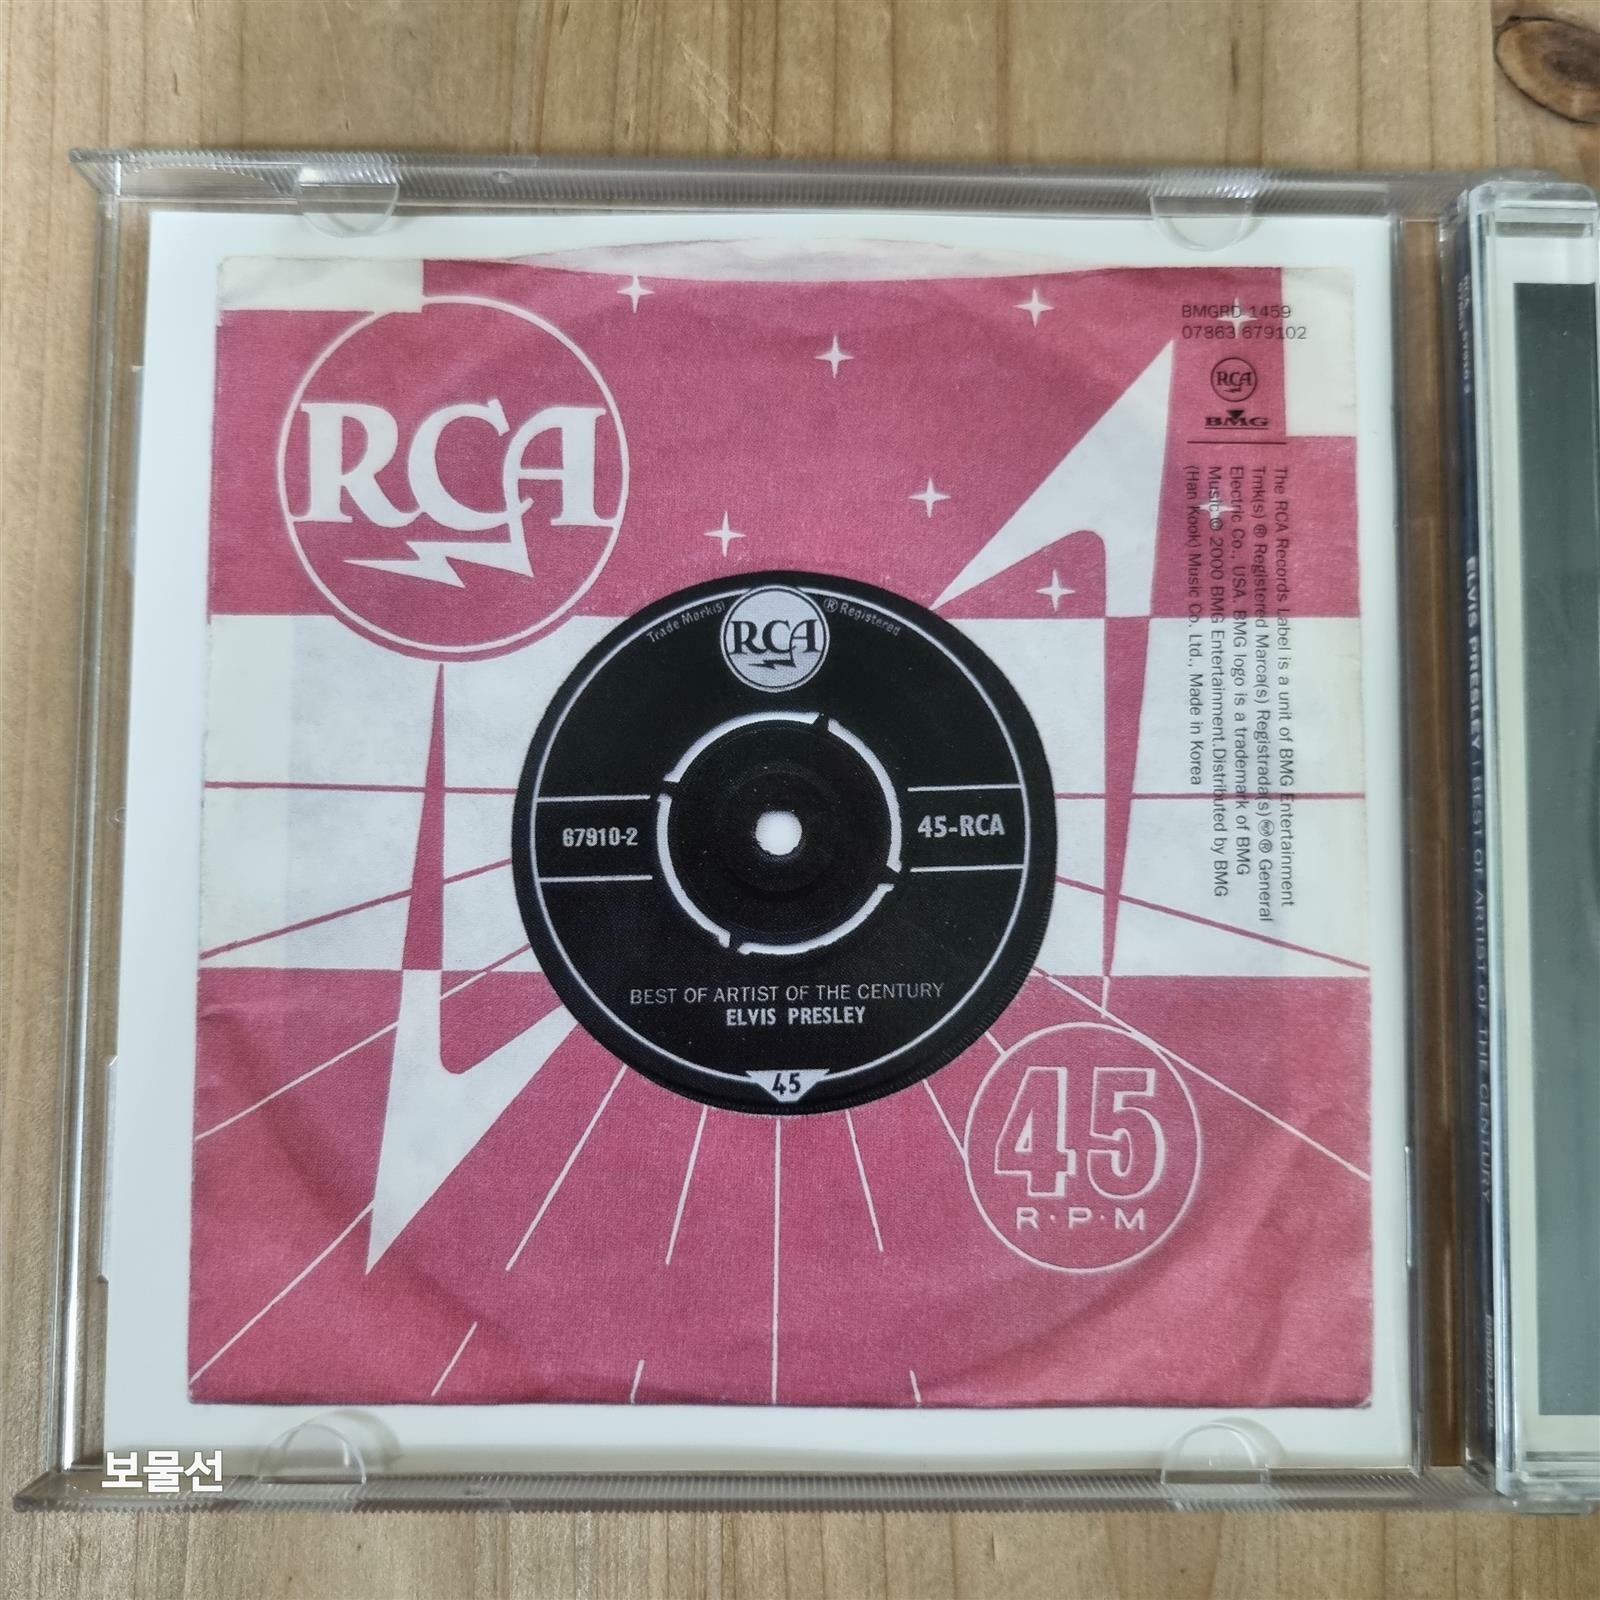 BMGRD 1459
07863 679102
RCA
RCA
BMG
The RCA Records Label is a unit of BMG Entertainment
Tmk(s) ® Registered Marca(s) Registrada(s) ® General
Electric Co., USA. BMG logo is a trademark of BMG
Music © 2000 BMG Entertainment.Distributed by BMG
(Han Kook) Music Co. Ltd., Made in Korea
Trade Mark(s)
RCA
® Registered
67910-2
45-RCA
BEST OF ARTIST OF THE CENTURY
ELVIS PRESLEY
45
45
R·P·M
ELVIS PRESLEY | BEST OF ARTIST OF THE CENTURY
보물선